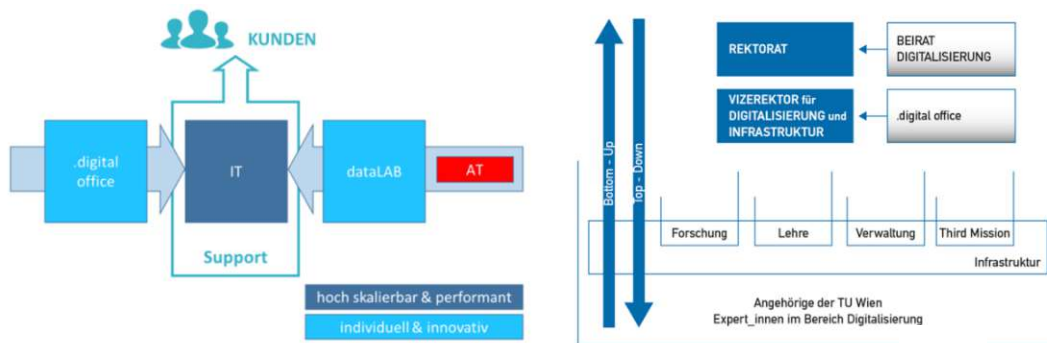 KUNDEN
.digital
office
IT
dataLAB
AT
Support
hoch skalierbar & performant
individuell & innovativ
Bottom - Up
Top - Down
REKTORAT
BEIRAT
DIGITALISIERUNG
VIZEREKTOR für
DIGITALISIERUNG und
INFRASTRUKTUR
.digital office
Forschung
Lehre
Verwaltung
Third Mission
Infrastruktur
Angehörige der TU Wien
Expert_innen im Bereich Digitalisierung